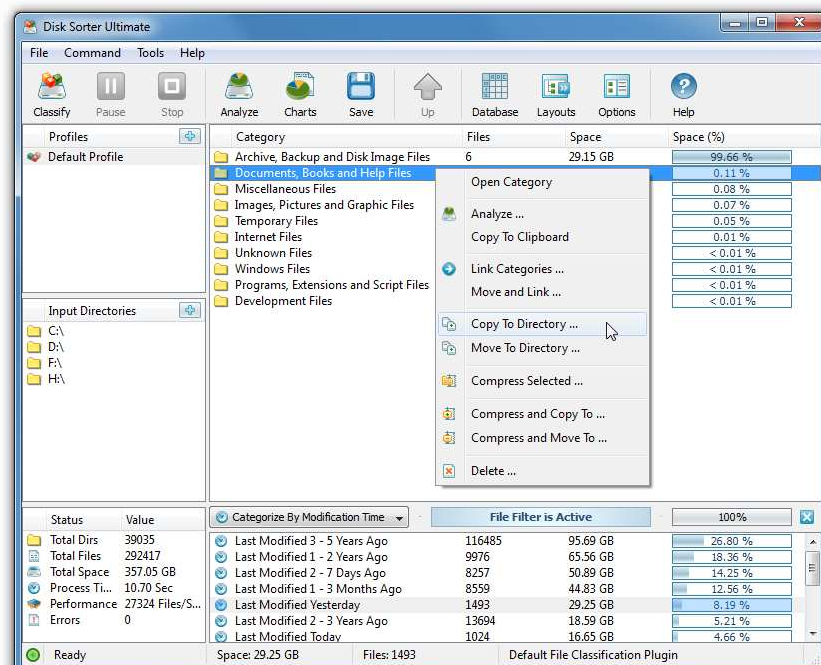 Disk Sorter Ultimate
File Command Tools Help
Classify Pause Stop Analyze Charts Save Up Database Layouts Options Help
Profiles
Default Profile
Category Files Space Space (%)
Archive, Backup and Disk Image Files 6 29.15 GB 99.66 %
Documents, Books and Help Files 0.11 %
Miscellaneous Files 0.08 %
Images, Pictures and Graphic Files 0.07 %
Temporary Files 0.05 %
Internet Files 0.01 %
Unknown Files < 0.01 %
Windows Files < 0.01 %
Programs, Extensions and Script Files < 0.01 %
Development Files < 0.01 %
Open Category
Analyze ...
Copy To Clipboard
Link Categories ...
Move and Link ...
Copy To Directory ...
Move To Directory ...
Compress Selected ...
Compress and Copy To ...
Compress and Move To ...
Delete ...
Input Directories
C:\
D:\
F:\
H:\
Status Value
Total Dirs 39035
Total Files 292417
Total Space 357.05 GB
Process Ti... 10.70 Sec
Performance 27324 Files/S...
Errors 0
Categorize By Modification Time File Filter is Active 100%
Last Modified 3 - 5 Years Ago 116485 95.69 GB 26.80 %
Last Modified 1 - 2 Years Ago 9976 65.56 GB 18.36 %
Last Modified 2 - 7 Days Ago 8257 50.89 GB 14.25 %
Last Modified 1 - 3 Months Ago 8559 44.83 GB 12.56 %
Last Modified Yesterday 1493 29.25 GB 8.19 %
Last Modified 2 - 3 Years Ago 13694 18.59 GB 5.21 %
Last Modified Today 1024 16.65 GB 4.66 %
Ready Space: 29.25 GB Files: 1493 Default File Classification Plugin